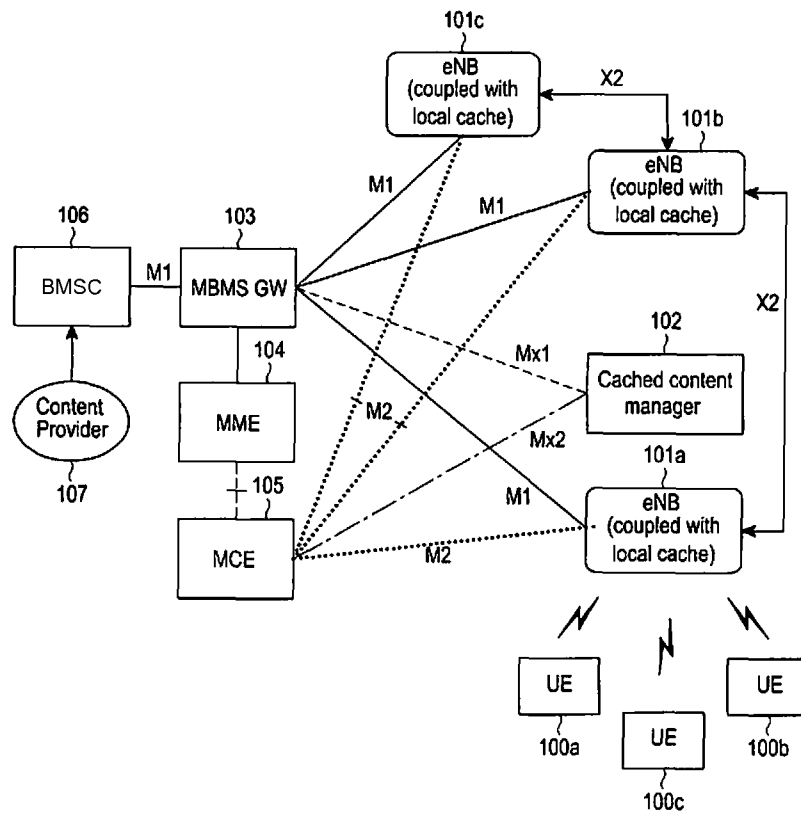 101c
eNB
(coupled with
local cache)
X2
101b
eNB
(coupled with
local cache)
M1
M1
106
103
BMSC
M1
MBMS GW
X2
102
Mx1
Cached content
manager
104
Content
Provider
MME
M2
Mx2
107
105
101a
M1
eNB
(coupled with
local cache)
MCE
M2
UE
UE
UE
100a
100b
100c